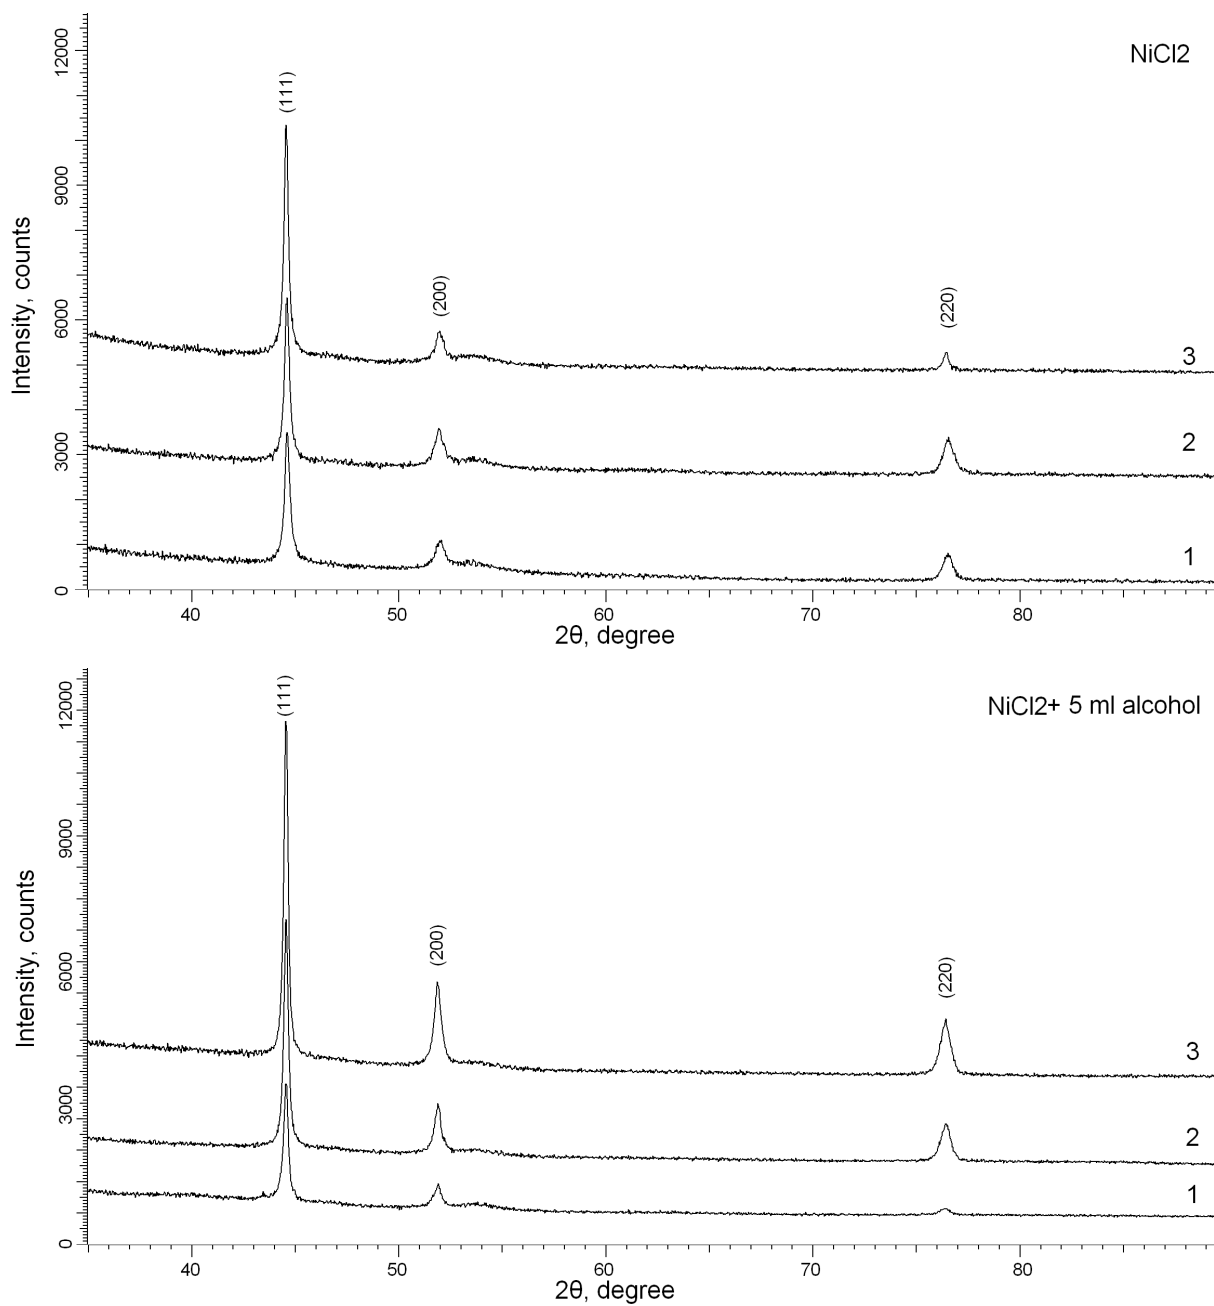 NiCl2
(111)
(200)
(220)
Intensity, counts
12000
9000
6000
3000
0
3
2
1
40 50 60 70 80
2θ, degree
NiCl2+ 5 ml alcohol
(111)
(200)
(220)
Intensity, counts
12000
9000
6000
3000
0
3
2
1
40 50 60 70 80
2θ, degree